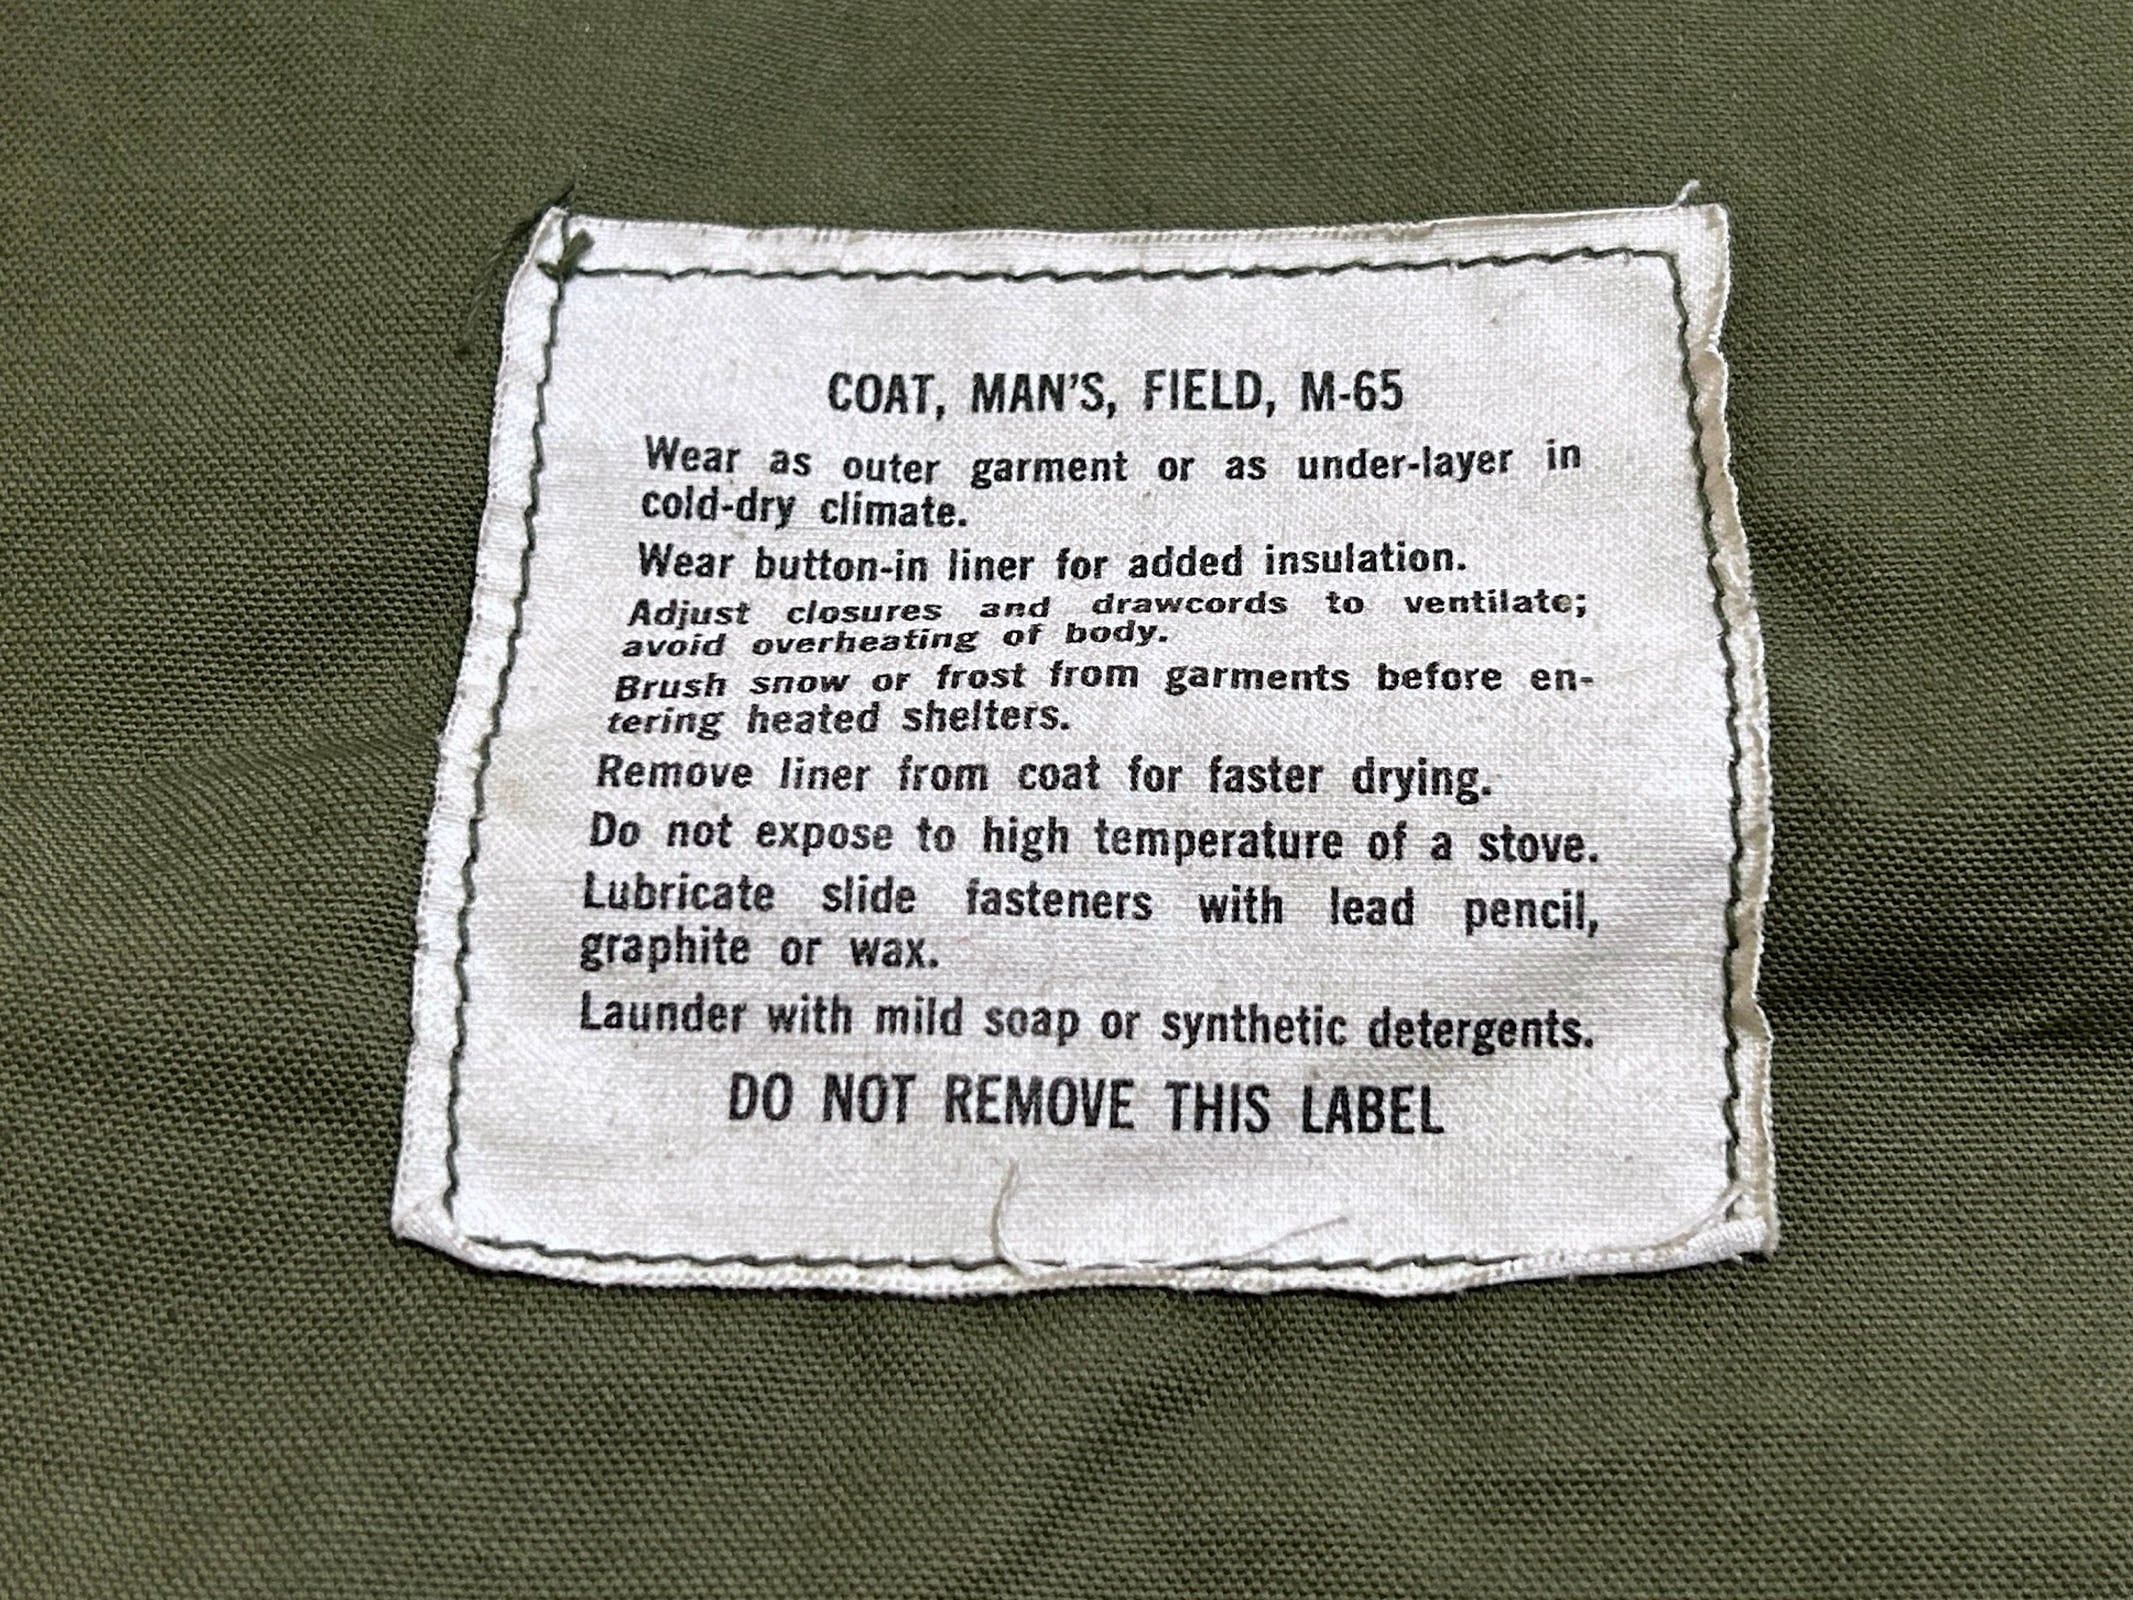 COAT, MAN'S, FIELD, M-65
Wear as outer garment or as under-layer in
cold-dry climate.
Wear button-in liner for added insulation.
Adjust closures and drawcords to ventilate;
avoid overheating of body.
Brush snow or frost from garments before en-
tering heated shelters.
Remove liner from coat for faster drying.
Do not expose to high temperature of a stove.
Lubricate slide fasteners with lead pencil,
graphite or wax.
Launder with mild soap or synthetic detergents.
DO NOT REMOVE THIS LABEL